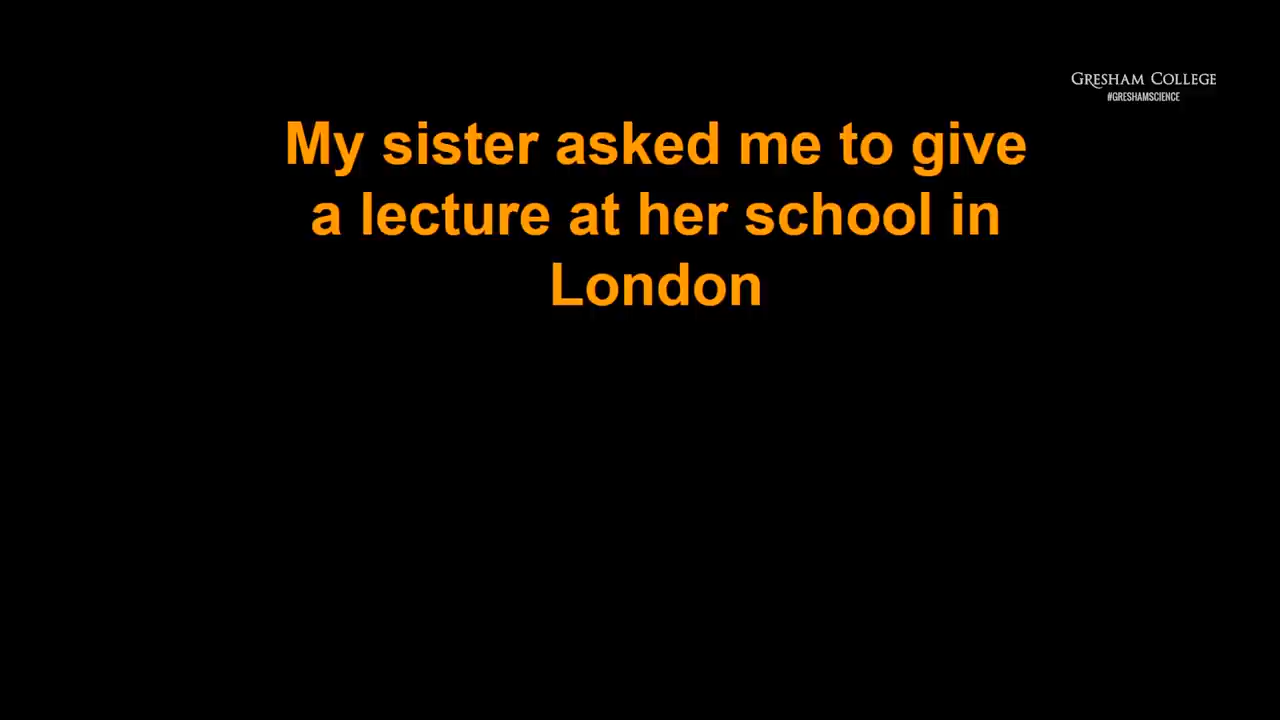 GRESHAM COLLEGE
#GRESHAMSCIENCE
My sister asked me to give
a lecture at her school in
London